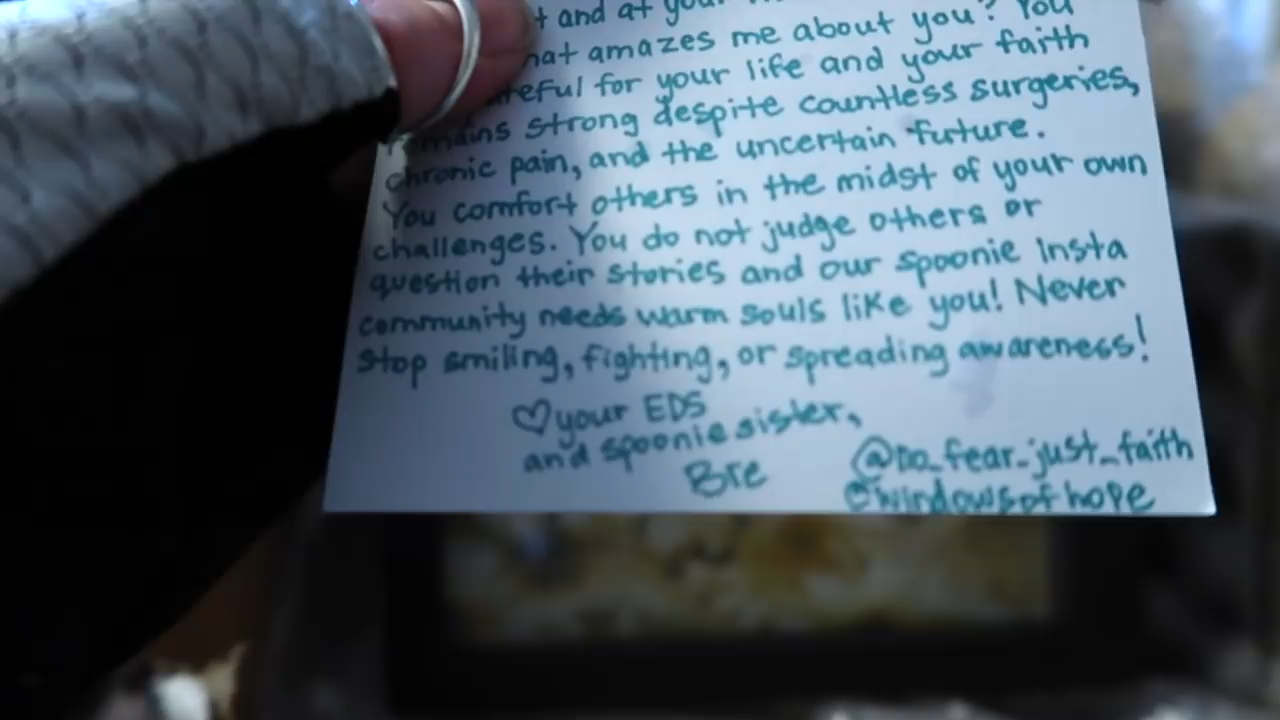 and at your
amazes me about you? You
for your life and your faith
remains strong despite countless surgeries,
chronic pain, and the uncertain future.
You comfort others in the midst of your own
challenges. You do not judge others or
question their stories and our spoonie insta
community needs warm souls like you! Never
stop smiling, fighting, or spreading awareness!
♡your EDS
and spoonie sister,
Bre
@no_fear_just_faith
@windowsofhope